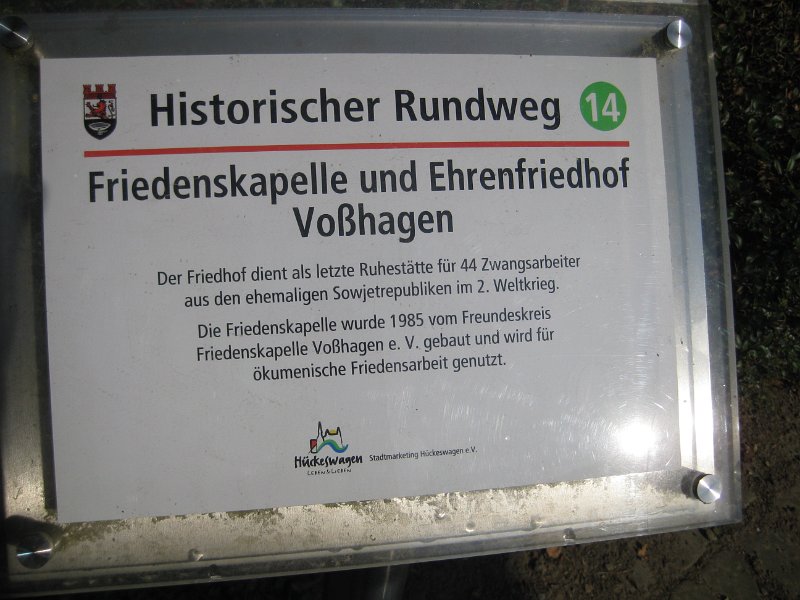 Historischer Rundweg 14
Friedenskapelle und Ehrenfriedhof
Voßhagen
Der Friedhof dient als letzte Ruhestätte für 44 Zwangsarbeiter
aus den ehemaligen Sowjetrepubliken im 2. Weltkrieg.
Die Friedenskapelle wurde 1985 vom Freundeskreis
Friedenskapelle Voßhagen e. V. gebaut und wird für
ökumenische Friedensarbeit genutzt.
Hückeswagen Stadtmarketing Hückeswagen e.V.
LEBEN & LIEBEN